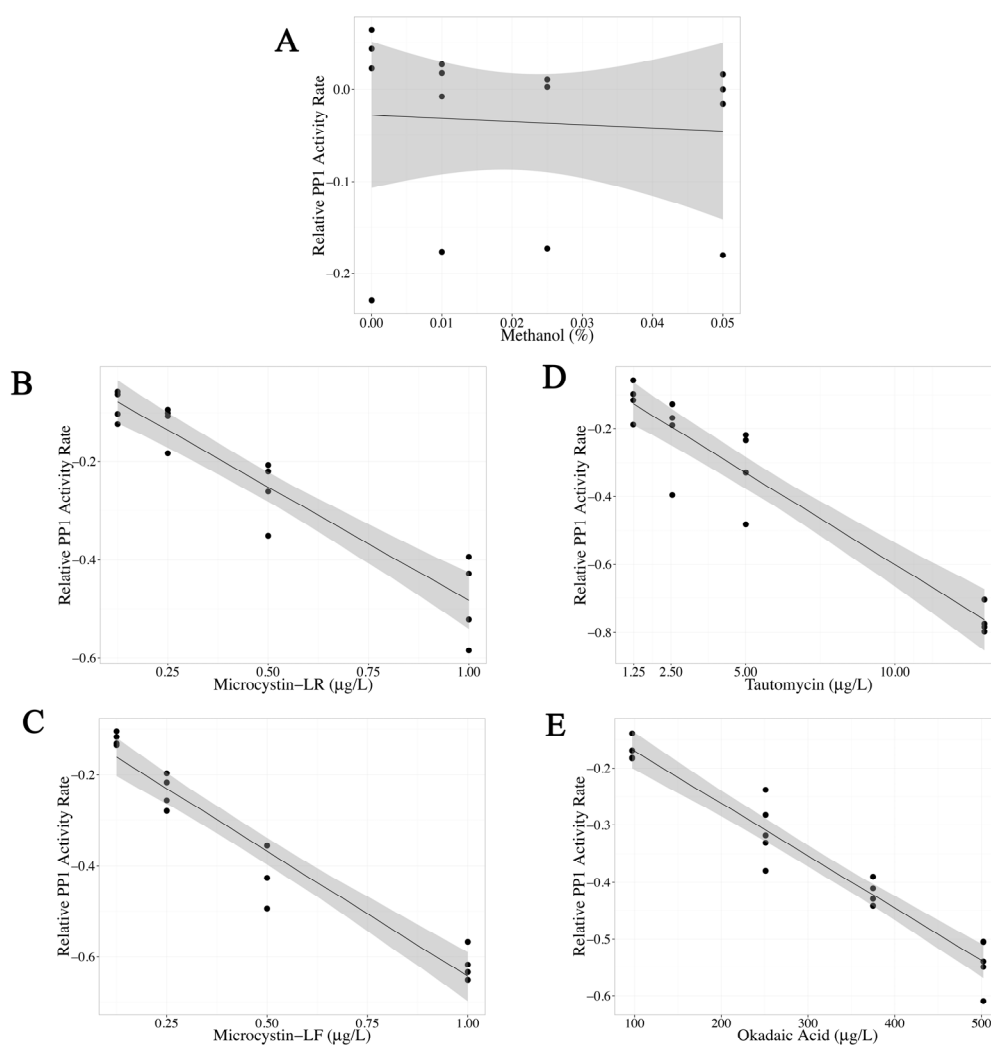 A
Relative PP1 Activity Rate
0.0
−0.1
−0.2
0.00 0.01 0.02 0.03 0.04 0.05
Methanol (%)
B
Relative PP1 Activity Rate
−0.2
−0.4
−0.6
0.25 0.50 0.75 1.00
Microcystin−LR (µg/L)
D
Relative PP1 Activity Rate
−0.2
−0.4
−0.6
−0.8
1.25 2.50 5.00 10.00
Tautomycin (µg/L)
C
Relative PP1 Activity Rate
−0.2
−0.4
−0.6
0.25 0.50 0.75 1.00
Microcystin−LF (µg/L)
E
Relative PP1 Activity Rate
−0.2
−0.3
−0.4
−0.5
−0.6
100 200 300 400 500
Okadaic Acid (µg/L)